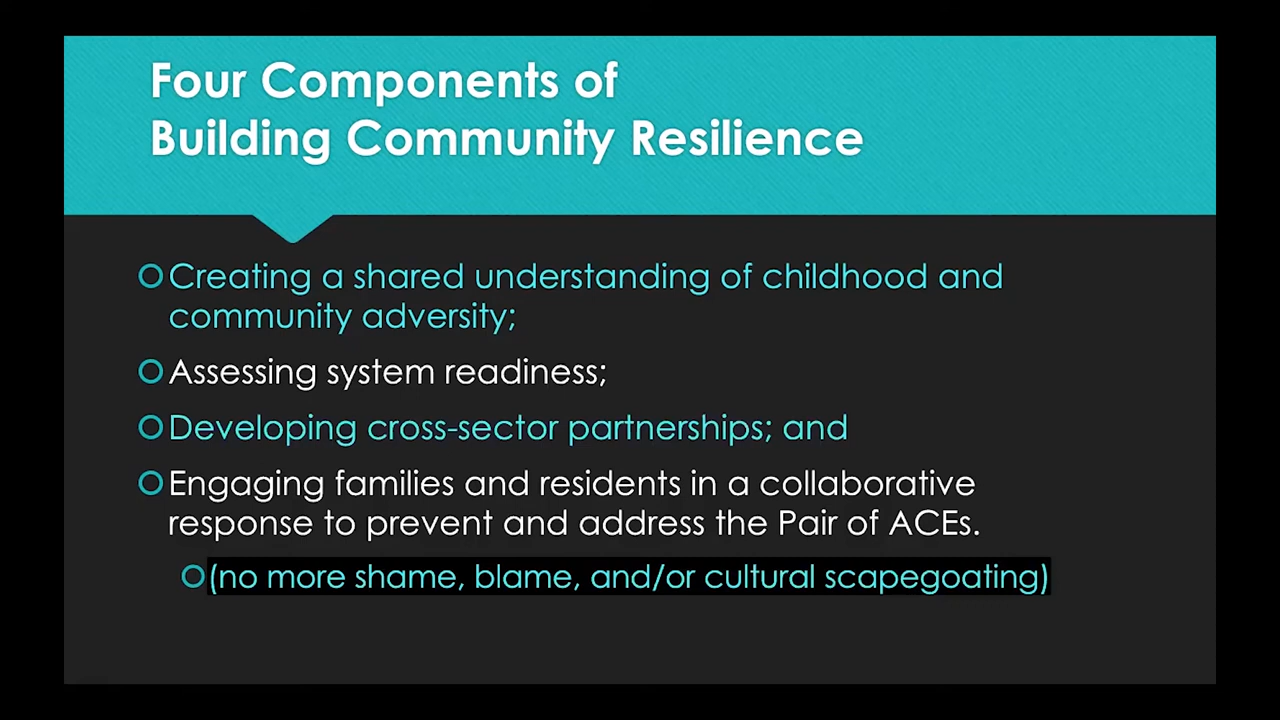 Four Components of
Building Community Resilience
Creating a shared understanding of childhood and
community adversity;
Assessing system readiness;
Developing cross-sector partnerships; and
Engaging families and residents in a collaborative
response to prevent and address the Pair of ACEs.
(no more shame, blame, and/or cultural scapegoating)